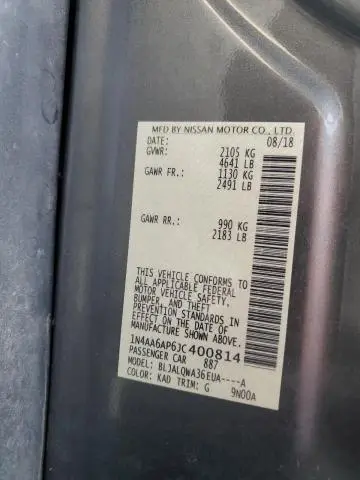 MFD BY NISSAN MOTOR CO., LTD.
DATE: 08/18
GVWR: 2105 KG
4641 LB
GAWR FR.: 1130 KG
2491 LB
GAWR RR.: 990 KG
2183 LB
THIS VEHICLE CONFORMS TO
ALL APPLICABLE FEDERAL
MOTOR VEHICLE SAFETY,
BUMPER, AND THEFT
PREVENTION STANDARDS IN
EFFECT ON THE DATE OF
MANUFACTURE SHOWN ABOVE.
1N4AA6AP6JC400814
PASSENGER CAR 887
MODEL: BLJALQWA36EUA----A
COLOR: KAD TRIM: G 9N00A